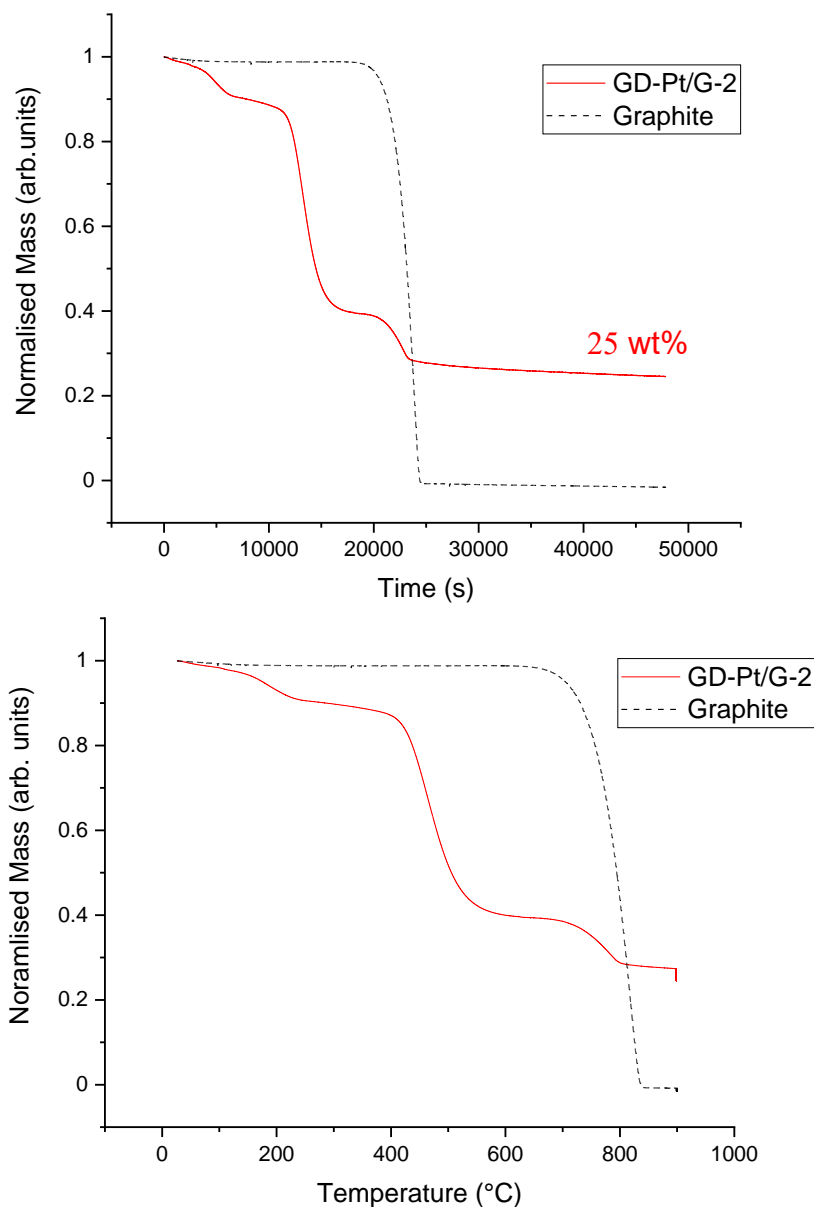 1
0.8
0.6
0.4
0.2
0
Normalised Mass (arb.units)
GD-Pt/G-2
Graphite
25 wt%
0 10000 20000 30000 40000 50000
Time (s)
1
0.8
0.6
0.4
0.2
0
Noramlised Mass (arb. units)
GD-Pt/G-2
Graphite
0 200 400 600 800 1000
Temperature (°C)